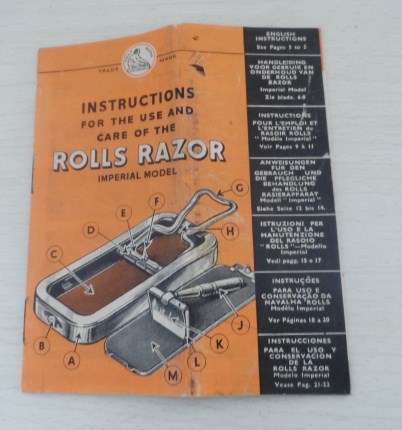 TRADE MARK
INSTRUCTIONS
FOR THE USE AND
CARE OF THE
ROLLS RAZOR
IMPERIAL MODEL
G
F
E
D
H
C
B
A
J
K
L
M
ENGLISH
INSTRUCTIONS
See Pages 3 to 5
HANDLEIDING
VOOR GEBRUIK EN
ONDERHOUD VAN
DE ROLLS
RAZOR
Imperial Model
Zie bladz. 6-8
INSTRUCTIONS
POUR L'EMPLOI ET
L'ENTRETIEN du
RASOIR ROLLS
"Modèle Imperial"
Voir Pages 9 à 11
ANWEISUNGEN
FÜR DEN
GEBRAUCH UND
DIE PFLEGLICHE
BEHANDLUNG
des ROLLS
RASIERAPPARAT
Modell "Imperial"
Siehe Seite 12 bis 14.
ISTRUZIONI PER
L'USO E LA
MANUTENZIONE
DEL RASOIO
"ROLLS"—Modello
Imperial
Vedi pagg. 15 e 17
INSTRUÇÕES
PARA USO E
CONSERVAÇÃO DA
NAVALHA ROLLS
Modêlo Imperial
Ver Páginas 18 a 20
INSTRUCCIONES
PARA EL USO Y
CONSERVACION
DE LA
ROLLS RAZOR
Modelo Imperial
Vease Pag. 21-23